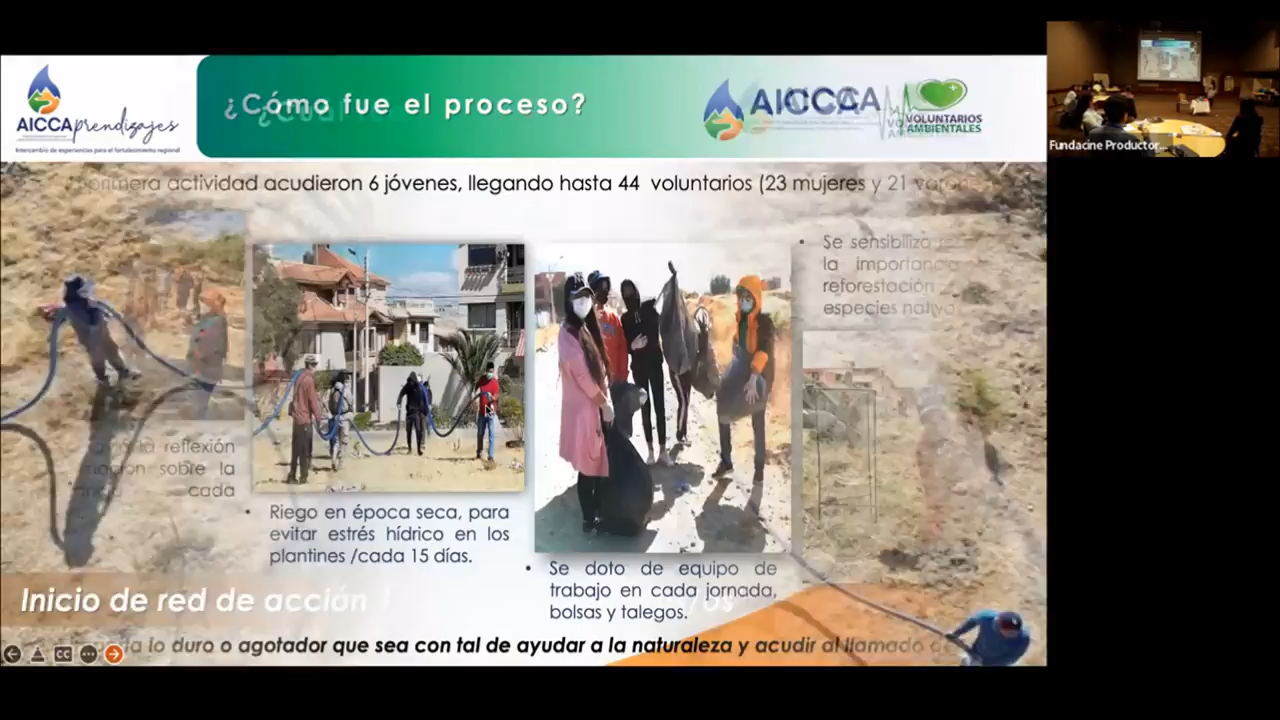 AICCAprendizajes
Intercambio de experiencias para el fortalecimiento regional
¿Cómo fue el proceso?
AICCA
VOLUNTARIOS
AMBIENTALES
Fundacine Productor...
primera actividad acudieron 6 jóvenes, llegando hasta 44 voluntarios (23 mujeres y 21
• Se sensibilizo
la importancia
reforestación
especies
la reflexión
sobre la
cada
• Riego en época seca, para
evitar estrés hídrico en los
plantines /cada 15 días.
• Se doto de equipo de
trabajo en cada jornada,
bolsas y talegos.
Inicio de red de acción
lo duro o agotador que sea con tal de ayudar a la naturaleza y acudir al llamado
CC